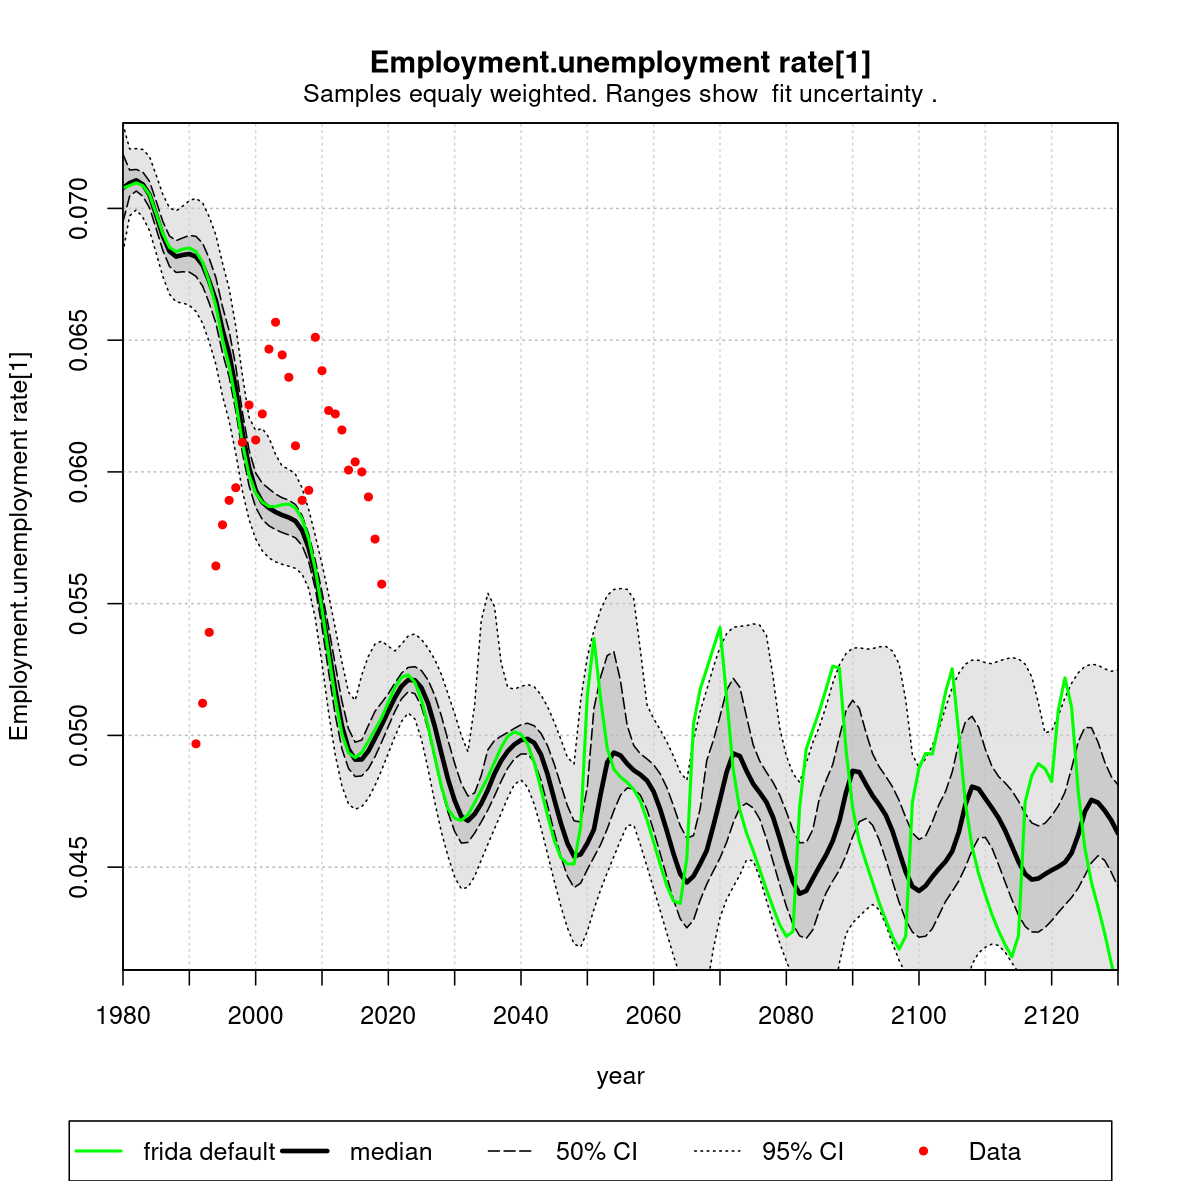 Employment.unemployment rate[1]
Samples equaly weighted. Ranges show  fit uncertainty .
Employment.unemployment rate[1]
0.070
0.065
0.060
0.055
0.050
0.045
1980 2000 2020 2040 2060 2080 2100 2120
year
frida default median 50% CI 95% CI Data